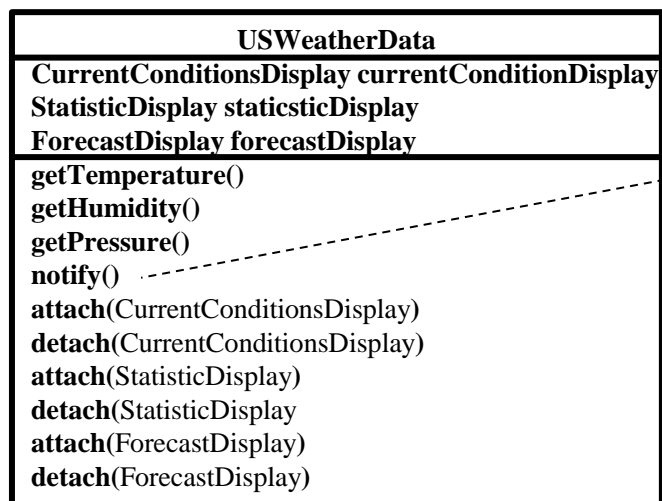 USWeatherData
CurrentConditionsDisplay currentConditionDisplay
StatisticDisplay staticsticDisplay
ForecastDisplay forecastDisplay
getTemperature()
getHumidity()
getPressure()
notify()
attach(CurrentConditionsDisplay)
detach(CurrentConditionsDisplay)
attach(StatisticDisplay)
detach(StatisticDisplay
attach(ForecastDisplay)
detach(ForecastDisplay)